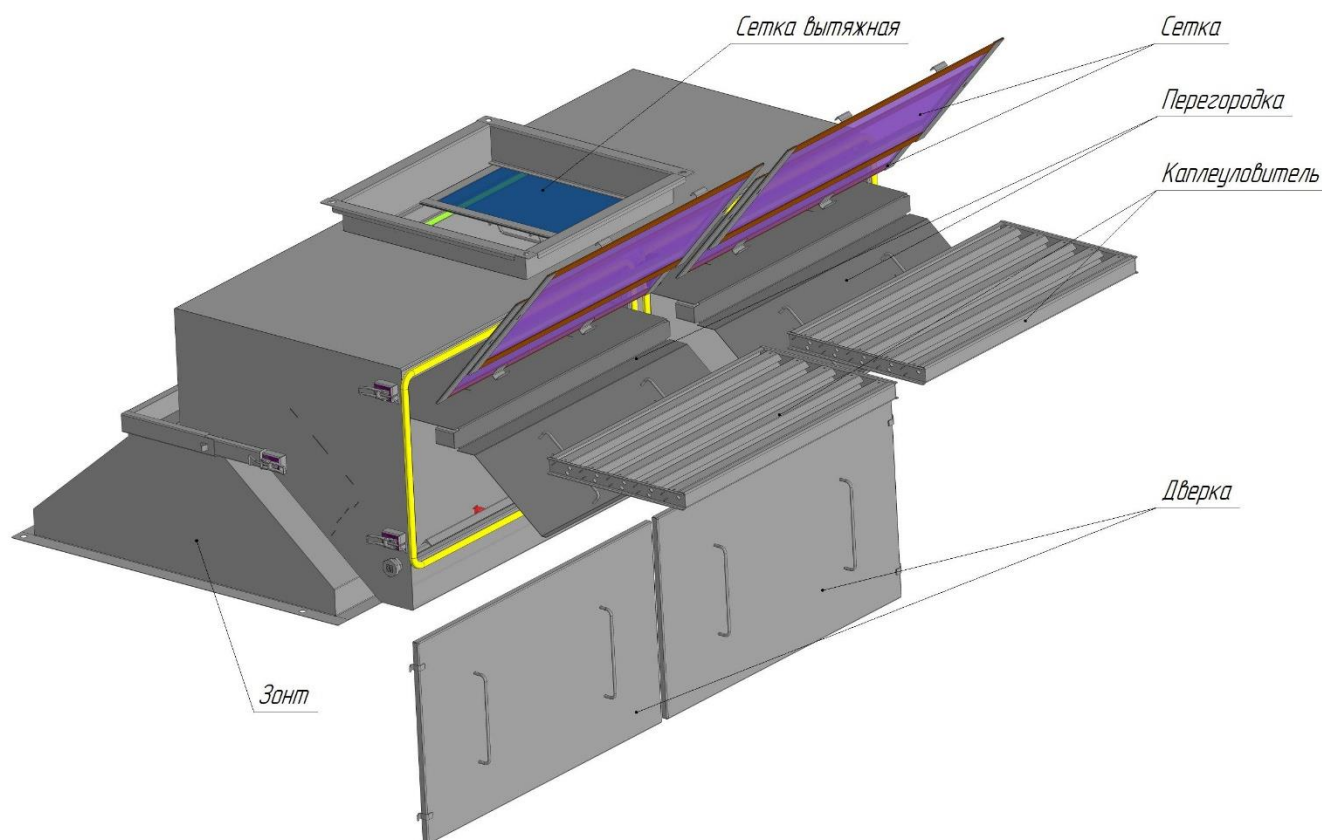 Сетка вытяжная
Сетка
Перегородка
Каплеуловитель
Дверка
Зонт